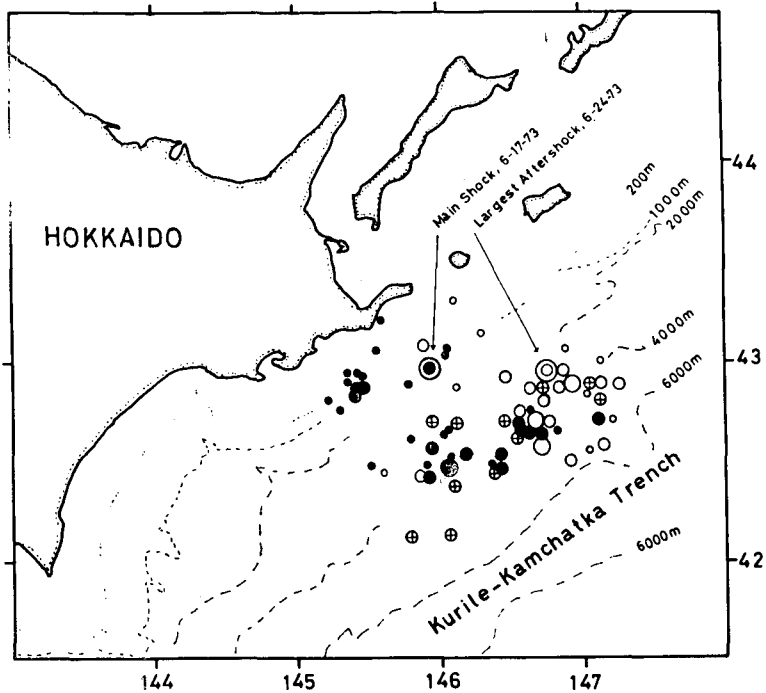 Main Shock, 6-17-73
Largest Aftershock, 6-24-73
44
200m
1000m
2000m
HOKKAIDO
4000m
43
6000m
Kurile-Kamchatka Trench
6000m
42
144
145
146
147